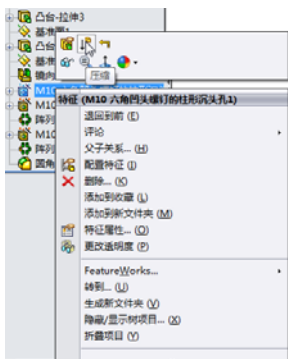 凸台-拉伸3
基准面1
凸台
基
压缩
镜向
M10
特征 (M10 六角凹头螺钉的柱形沉头孔1)
M10
阵列
阵列
圆角
退回到前 (E)
评论
父子关系... (H)
配置特征 (I)
删除... (K)
添加到收藏 (L)
添加到新文件夹 (M)
特征属性... (O)
更改透明度 (P)
FeatureWorks...
转到... (U)
生成新文件夹 (V)
隐藏/显示树项目... (X)
折叠项目 (Y)